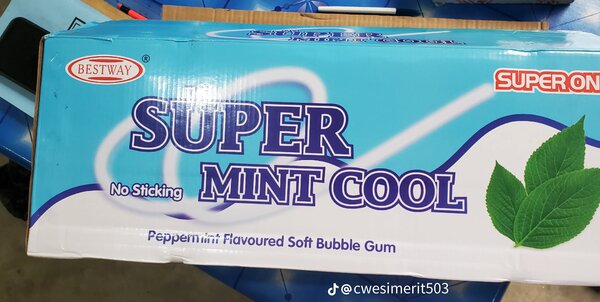 BESTWAY
®
SUPER ON
SUPER
No Sticking
MINT COOL
Peppermint Flavoured Soft Bubble Gum
@cwesimerit503